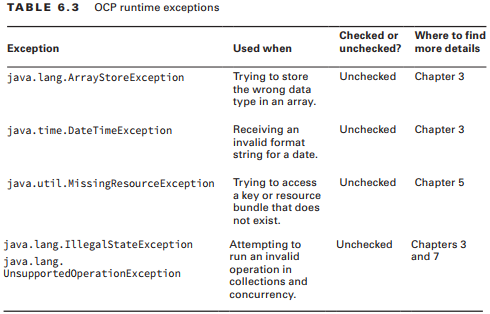 TABLE 6.3 OCP runtime exceptions
Exception Used when Checked or unchecked? Where to find more details
java.lang.ArrayStoreException Trying to store the wrong data type in an array. Unchecked Chapter 3
java.time.DateTimeException Receiving an invalid format string for a date. Unchecked Chapter 3
java.util.MissingResourceException Trying to access a key or resource bundle that does not exist. Unchecked Chapter 5
java.lang.IllegalStateException java.lang.UnsupportedOperationException Attempting to run an invalid operation in collections and concurrency. Unchecked Chapters 3 and 7